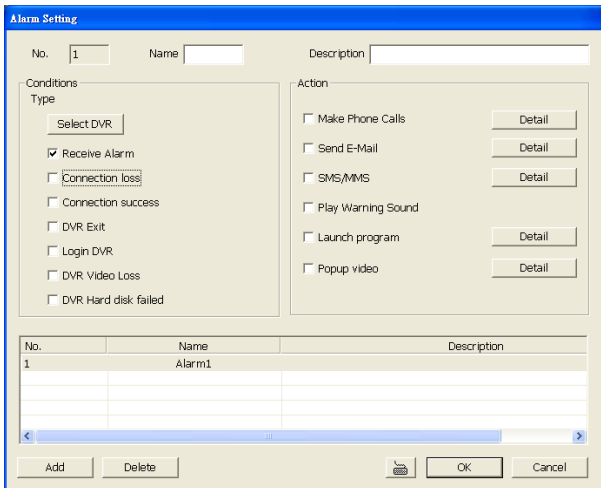 Alarm Setting
No. 1 Name Description
Conditions
Type
Select DVR
Receive Alarm
Connection loss
Connection success
DVR Exit
Login DVR
DVR Video Loss
DVR Hard disk failed
Action
Make Phone Calls Detail
Send E-Mail Detail
SMS/MMS Detail
Play Warning Sound
Launch program Detail
Popup video Detail
No. Name Description
1 Alarm1
Add Delete OK Cancel